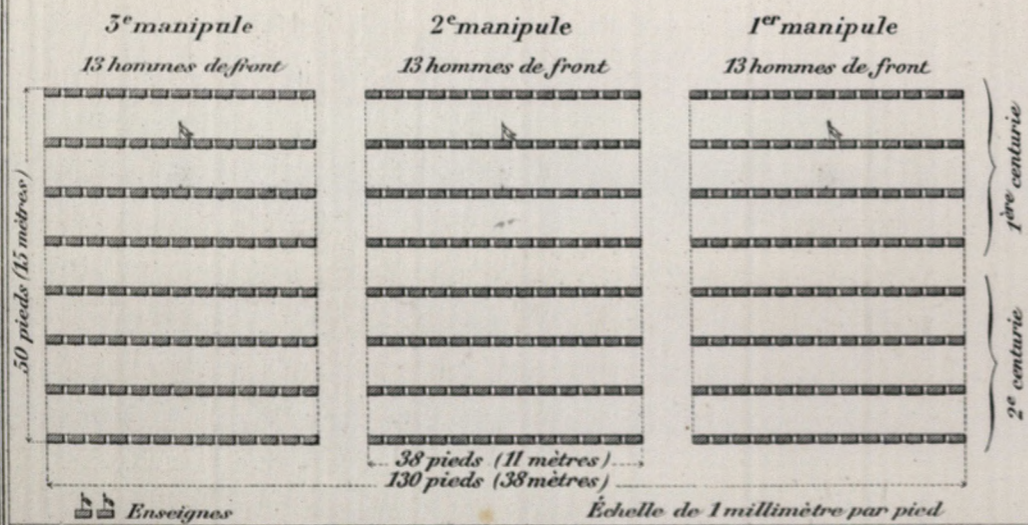 3e manipule
2e manipule
1er manipule
13 hommes de front
13 hommes de front
13 hommes de front
50 pieds (15 mètres)
1ère centurie
2e centurie
38 pieds (11 mètres)
130 pieds (38 mètres)
Enseignes
Échelle de 1 millimètre par pied